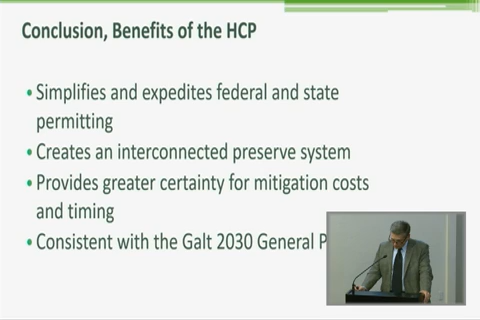 Conclusion, Benefits of the HCP
• Simplifies and expedites federal and state
permitting
• Creates an interconnected preserve system
• Provides greater certainty for mitigation costs
and timing
• Consistent with the Galt 2030 General P